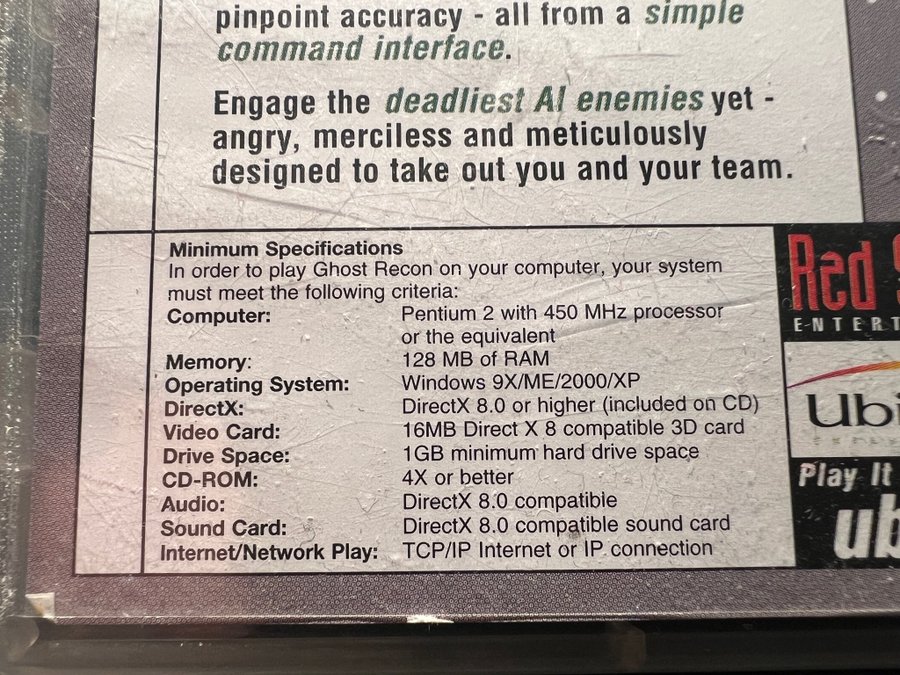 pinpoint accuracy - all from a simple
command interface.
Engage the deadliest AI enemies yet -
angry, merciless and meticulously
designed to take out you and your team.
Minimum Specifications
In order to play Ghost Recon on your computer, your system
must meet the following criteria:
Computer: Pentium 2 with 450 MHz processor
or the equivalent
Memory: 128 MB of RAM
Operating System: Windows 9X/ME/2000/XP
DirectX: DirectX 8.0 or higher (included on CD)
Video Card: 16MB Direct X 8 compatible 3D card
Drive Space: 1GB minimum hard drive space
CD-ROM: 4X or better
Audio: DirectX 8.0 compatible
Sound Card: DirectX 8.0 compatible sound card
Internet/Network Play: TCP/IP Internet or IP connection
Red
Play It